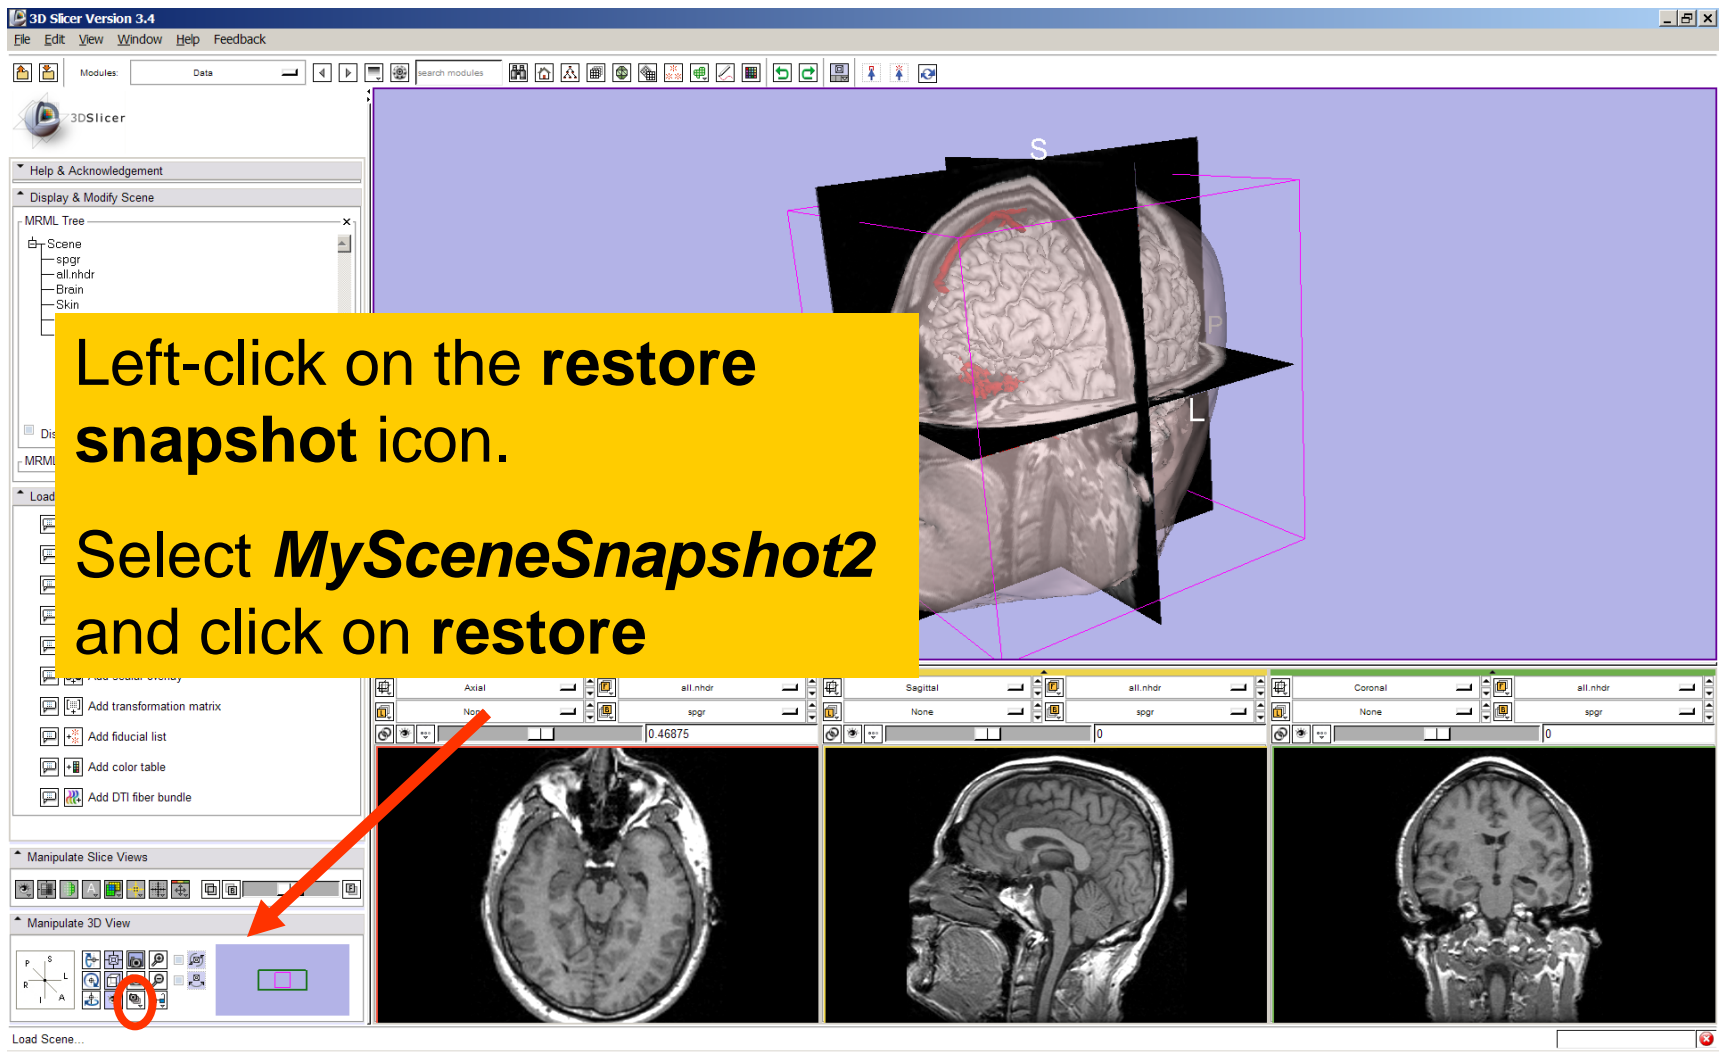 3D Slicer Version 3.4
File Edit View Window Help Feedback
Modules: Data search modules
3DSlicer
Help & Acknowledgement
Display & Modify Scene
MRML Tree
Scene
spgr
all.nhdr
Brain
Skin
S
P
L
Left-click on the restore
snapshot icon.
Select MySceneSnapshot2
and click on restore
Dis
MRML
Load
Add transformation matrix
Add fiducial list
Add color table
Add DTI fiber bundle
Axial all.nhdr
None spgr
0.46875
Sagittal all.nhdr
None spgr
0
Coronal all.nhdr
None spgr
0
Manipulate Slice Views
Manipulate 3D View
P S
R L
I A
Load Scene...